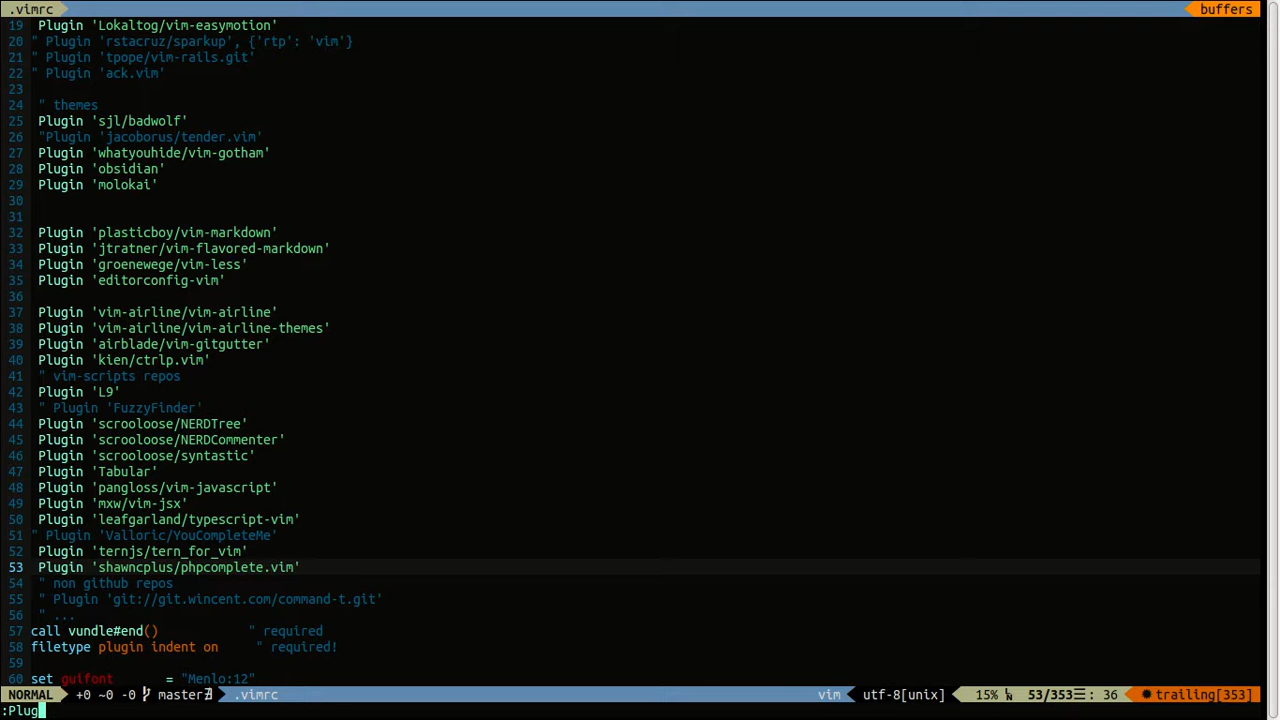 .vimrc buffers
19 Plugin 'Lokaltog/vim-easymotion'
20 " Plugin 'rstacruz/sparkup', {'rtp': 'vim'}
21 " Plugin 'tpope/vim-rails.git'
22 " Plugin 'ack.vim'
23
24 " themes
25 Plugin 'sjl/badwolf'
26 "Plugin 'jacoborus/tender.vim'
27 Plugin 'whatyouhide/vim-gotham'
28 Plugin 'obsidian'
29 Plugin 'molokai'
30
31
32 Plugin 'plasticboy/vim-markdown'
33 Plugin 'jtratner/vim-flavored-markdown'
34 Plugin 'groenewege/vim-less'
35 Plugin 'editorconfig-vim'
36
37 Plugin 'vim-airline/vim-airline'
38 Plugin 'vim-airline/vim-airline-themes'
39 Plugin 'airblade/vim-gitgutter'
40 Plugin 'kien/ctrlp.vim'
41 " vim-scripts repos
42 Plugin 'L9'
43 " Plugin 'FuzzyFinder'
44 Plugin 'scrooloose/NERDTree'
45 Plugin 'scrooloose/NERDCommenter'
46 Plugin 'scrooloose/syntastic'
47 Plugin 'Tabular'
48 Plugin 'pangloss/vim-javascript'
49 Plugin 'mxw/vim-jsx'
50 Plugin 'leafgarland/typescript-vim'
51 " Plugin 'Valloric/YouCompleteMe'
52 Plugin 'ternjs/tern_for_vim'
53 Plugin 'shawncplus/phpcomplete.vim'
54 " non github repos
55 " Plugin 'git://git.wincent.com/command-t.git'
56 " ...
57 call vundle#end() " required
58 filetype plugin indent on " required!
59
60 set guifont = "Menlo:12"
NORMAL +0 ~0 -0 master .vimrc vim utf-8[unix] 15% 53/353 : 36 trailing[353]
:Plug